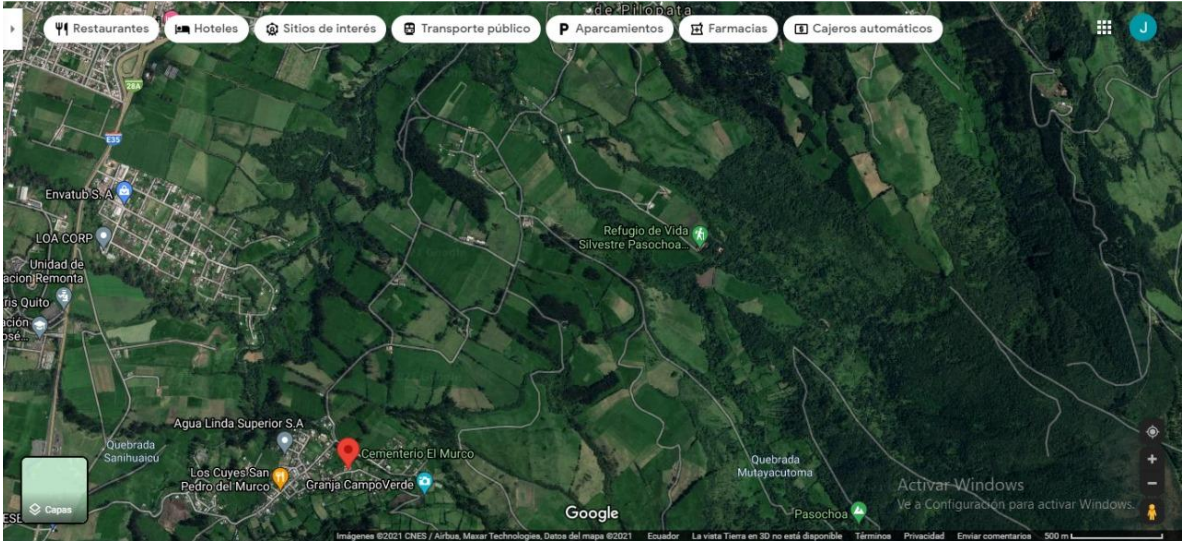 de Pilopata
Restaurantes
Hoteles
Sitios de interés
Transporte público
P Aparcamientos
Farmacias
Cajeros automáticos
J
28A
E35
Envatub S. A
LOA CORP
Unidad de
acion Remonta
ris Quito
ación
osé...
Refugio de Vida
Silvestre Pasochoa...
Agua Linda Superior S.A
Quebrada
Sanihuaicu
Cementerio El Murco
Los Cuyes San
Pedro del Murco
Granja CampoVerde
Quebrada
Mutayacutoma
Pasochoa
Capas
ESE
Google
Activar Windows
Ve a Configuración para activar Windows.
Imágenes ©2021 CNES / Airbus, Maxar Technologies, Datos del mapa ©2021 Ecuador La vista Tierra en 3D no está disponible Términos Privacidad Enviar comentarios 500 m